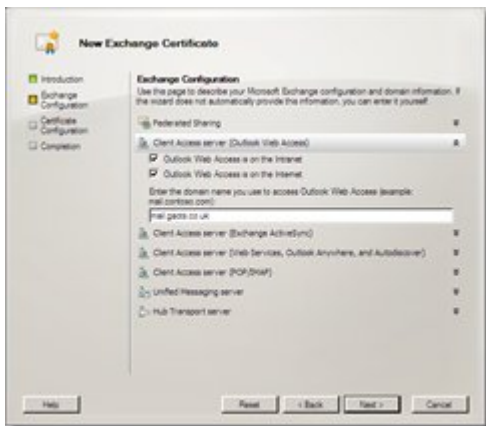 New Exchange Certificate
Introduction
Exchange
Configuration
Certificate
Configuration
Completion
Exchange Configuration
Use this page to describe your Microsoft Exchange configuration and domain information. If
the wizard does not automatically provide this information, you can enter it yourself.
Federated Sharing
Client Access server (Outlook Web Access)
Outlook Web Access is on the Intranet
Outlook Web Access is on the Internet
Enter the domain name you use to access Outlook Web Access (example:
mail.contoso.com):
Client Access server (Exchange ActiveSync)
Client Access server (Web Services, Outlook Anywhere, and Autodiscover)
Client Access server (POP/IMAP)
Unified Messaging server
Hub Transport server
Help
Reset
< Back
Next >
Cancel